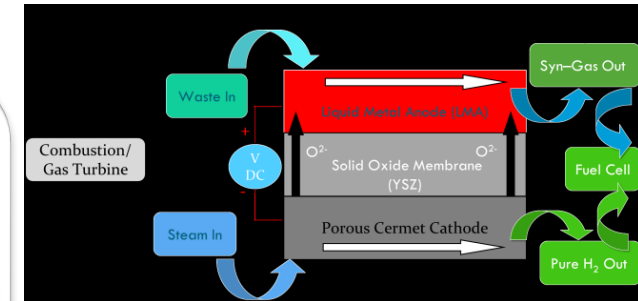 Waste In
Liquid Metal Anode (LMA)
Syn–Gas Out
+
V
DC
-
O²⁻
O²⁻
Solid Oxide Membrane
(YSZ)
Combustion/
Gas Turbine
Fuel Cell
Steam In
Porous Cermet Cathode
Pure H₂ Out